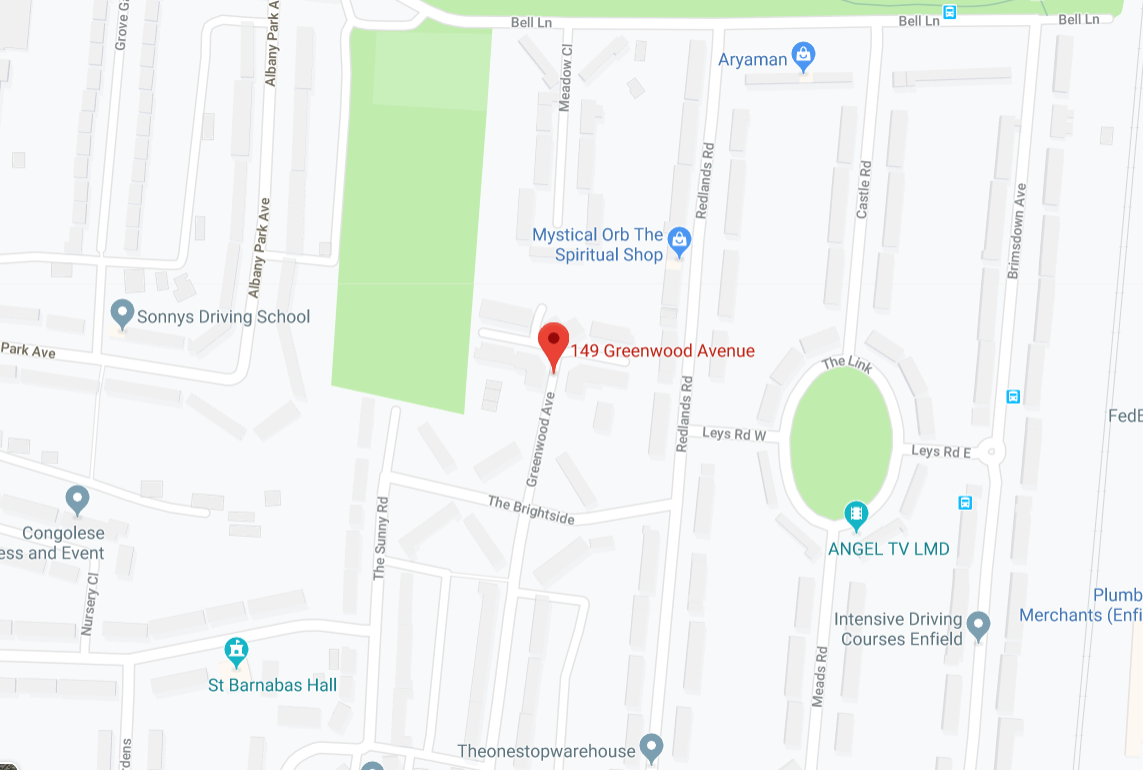 Bell Ln
Bell Ln
Bell Ln
Grove Ga
Albany Park A
Meadow Cl
Aryaman
Redlands Rd
Castle Rd
Brimsdown Ave
Mystical Orb The
Spiritual Shop
Albany Park Ave
Sonnys Driving School
Park Ave
149 Greenwood Avenue
The Link
Redlands Rd
Greenwood Ave
Leys Rd W
Leys Rd E
FedE
The Brightside
The Sunny Rd
Congolese
ess and Event
ANGEL TV LMD
Nursery Cl
Plumb
Merchants (Enfi
Intensive Driving
Courses Enfield
Meads Rd
St Barnabas Hall
Theonestopwarehouse
rdens